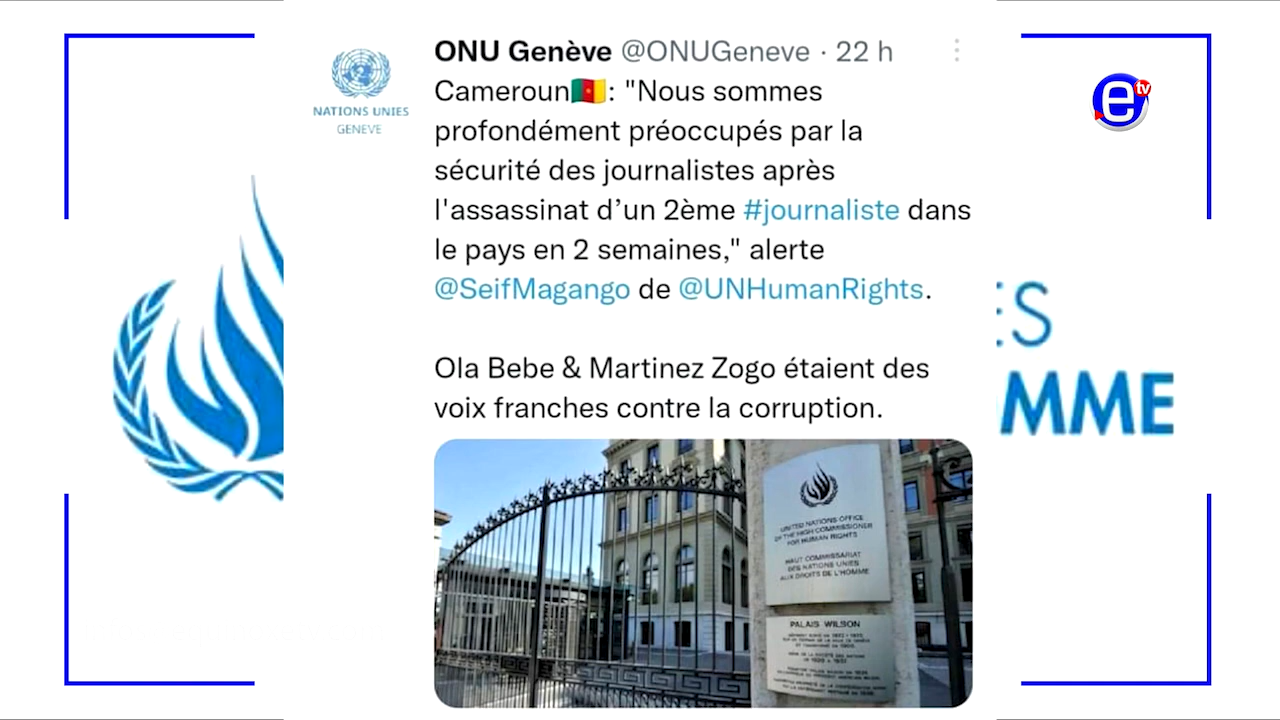 ONU Genève @ONUGeneve · 22 h
Cameroun🇨🇲: "Nous sommes
profondément préoccupés par la
sécurité des journalistes après
l'assassinat d’un 2ème #journaliste dans
le pays en 2 semaines," alerte
@SeifMagango de @UNHumanRights.
Ola Bebe & Martinez Zogo étaient des
voix franches contre la corruption.
NATIONS UNIES
GENEVE
e tv
ES
OMME
UNITED NATIONS OFFICE
OF THE HIGH COMMISSIONER
FOR HUMAN RIGHTS
HAUT COMMISSARIAT
DES NATIONS UNIES
AUX DROITS DE L'HOMME
PALAIS WILSON